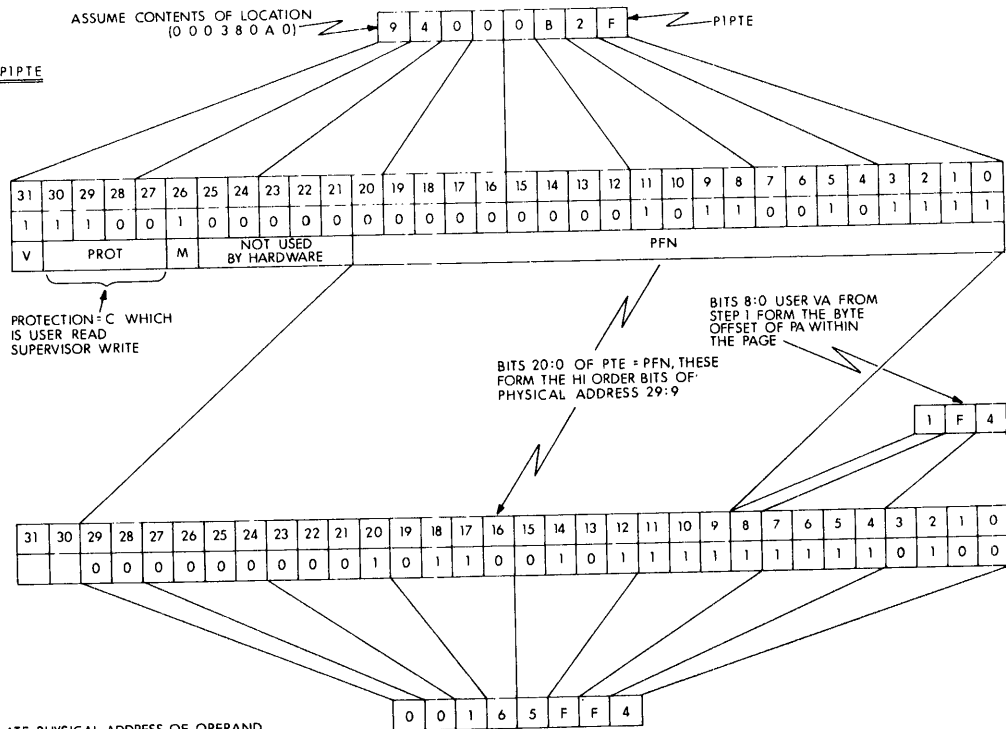 ASSUME CONTENTS OF LOCATION
(0 0 0 3 8 0 A 0)
9 4 0 0 0 B 2 F
P1PTE
P1PTE
31 30 29 28 27 26 25 24 23 22 21 20 19 18 17 16 15 14 13 12 11 10 9 8 7 6 5 4 3 2 1 0
1 1 1 0 0 1 0 0 0 0 0 0 0 0 0 0 0 0 0 0 1 0 1 1 0 0 1 0 1 1 1 1
V PROT M NOT USED BY HARDWARE PFN
PROTECTION = C WHICH
IS USER READ
SUPERVISOR WRITE
BITS 8:0 USER VA FROM
STEP 1 FORM THE BYTE
OFFSET OF PA WITHIN
THE PAGE
BITS 20:0 OF PTE = PFN, THESE
FORM THE HI ORDER BITS OF
PHYSICAL ADDRESS 29:9
1 F 4
31 30 29 28 27 26 25 24 23 22 21 20 19 18 17 16 15 14 13 12 11 10 9 8 7 6 5 4 3 2 1 0
0 0 0 0 0 0 0 0 0 1 0 1 1 0 0 1 0 1 1 1 1 1 1 1 1 1 0 1 0 0
0 0 1 6 5 F F 4
ATE PHYSICAL ADDRESS OF OPERAND